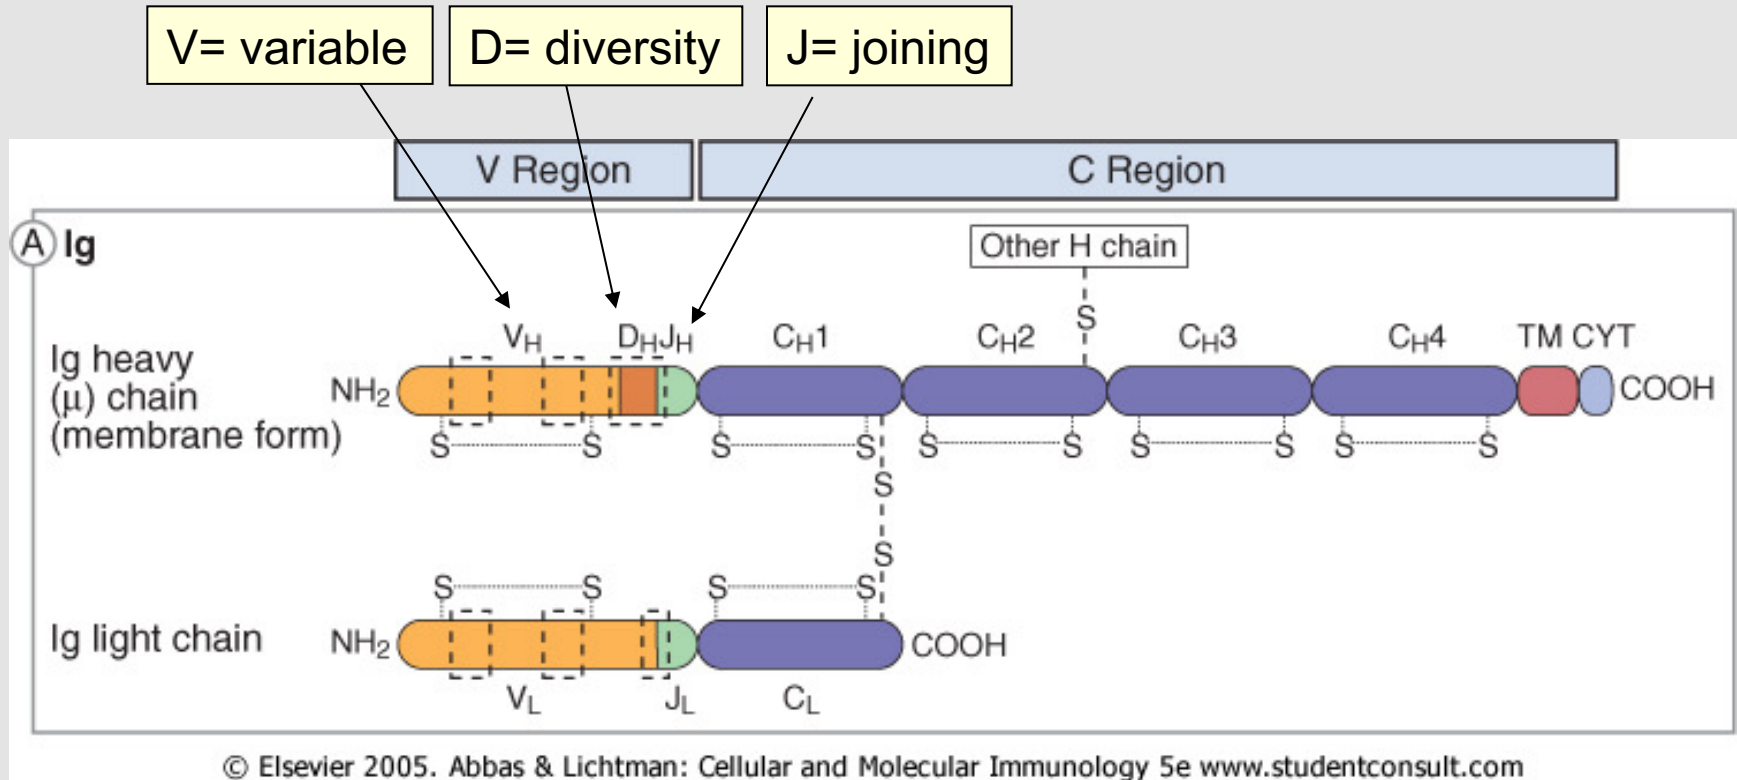 V= variable
D= diversity
J= joining
V Region
C Region
A Ig
Other H chain
S
VH
DHJH
CH1
CH2
CH3
CH4
TM CYT
Ig heavy
(μ) chain
(membrane form)
NH2
COOH
S S S S S S S S S S
S
S
S S S S
Ig light chain
NH2
COOH
VL
JL
CL
© Elsevier 2005. Abbas & Lichtman: Cellular and Molecular Immunology 5e www.studentconsult.com